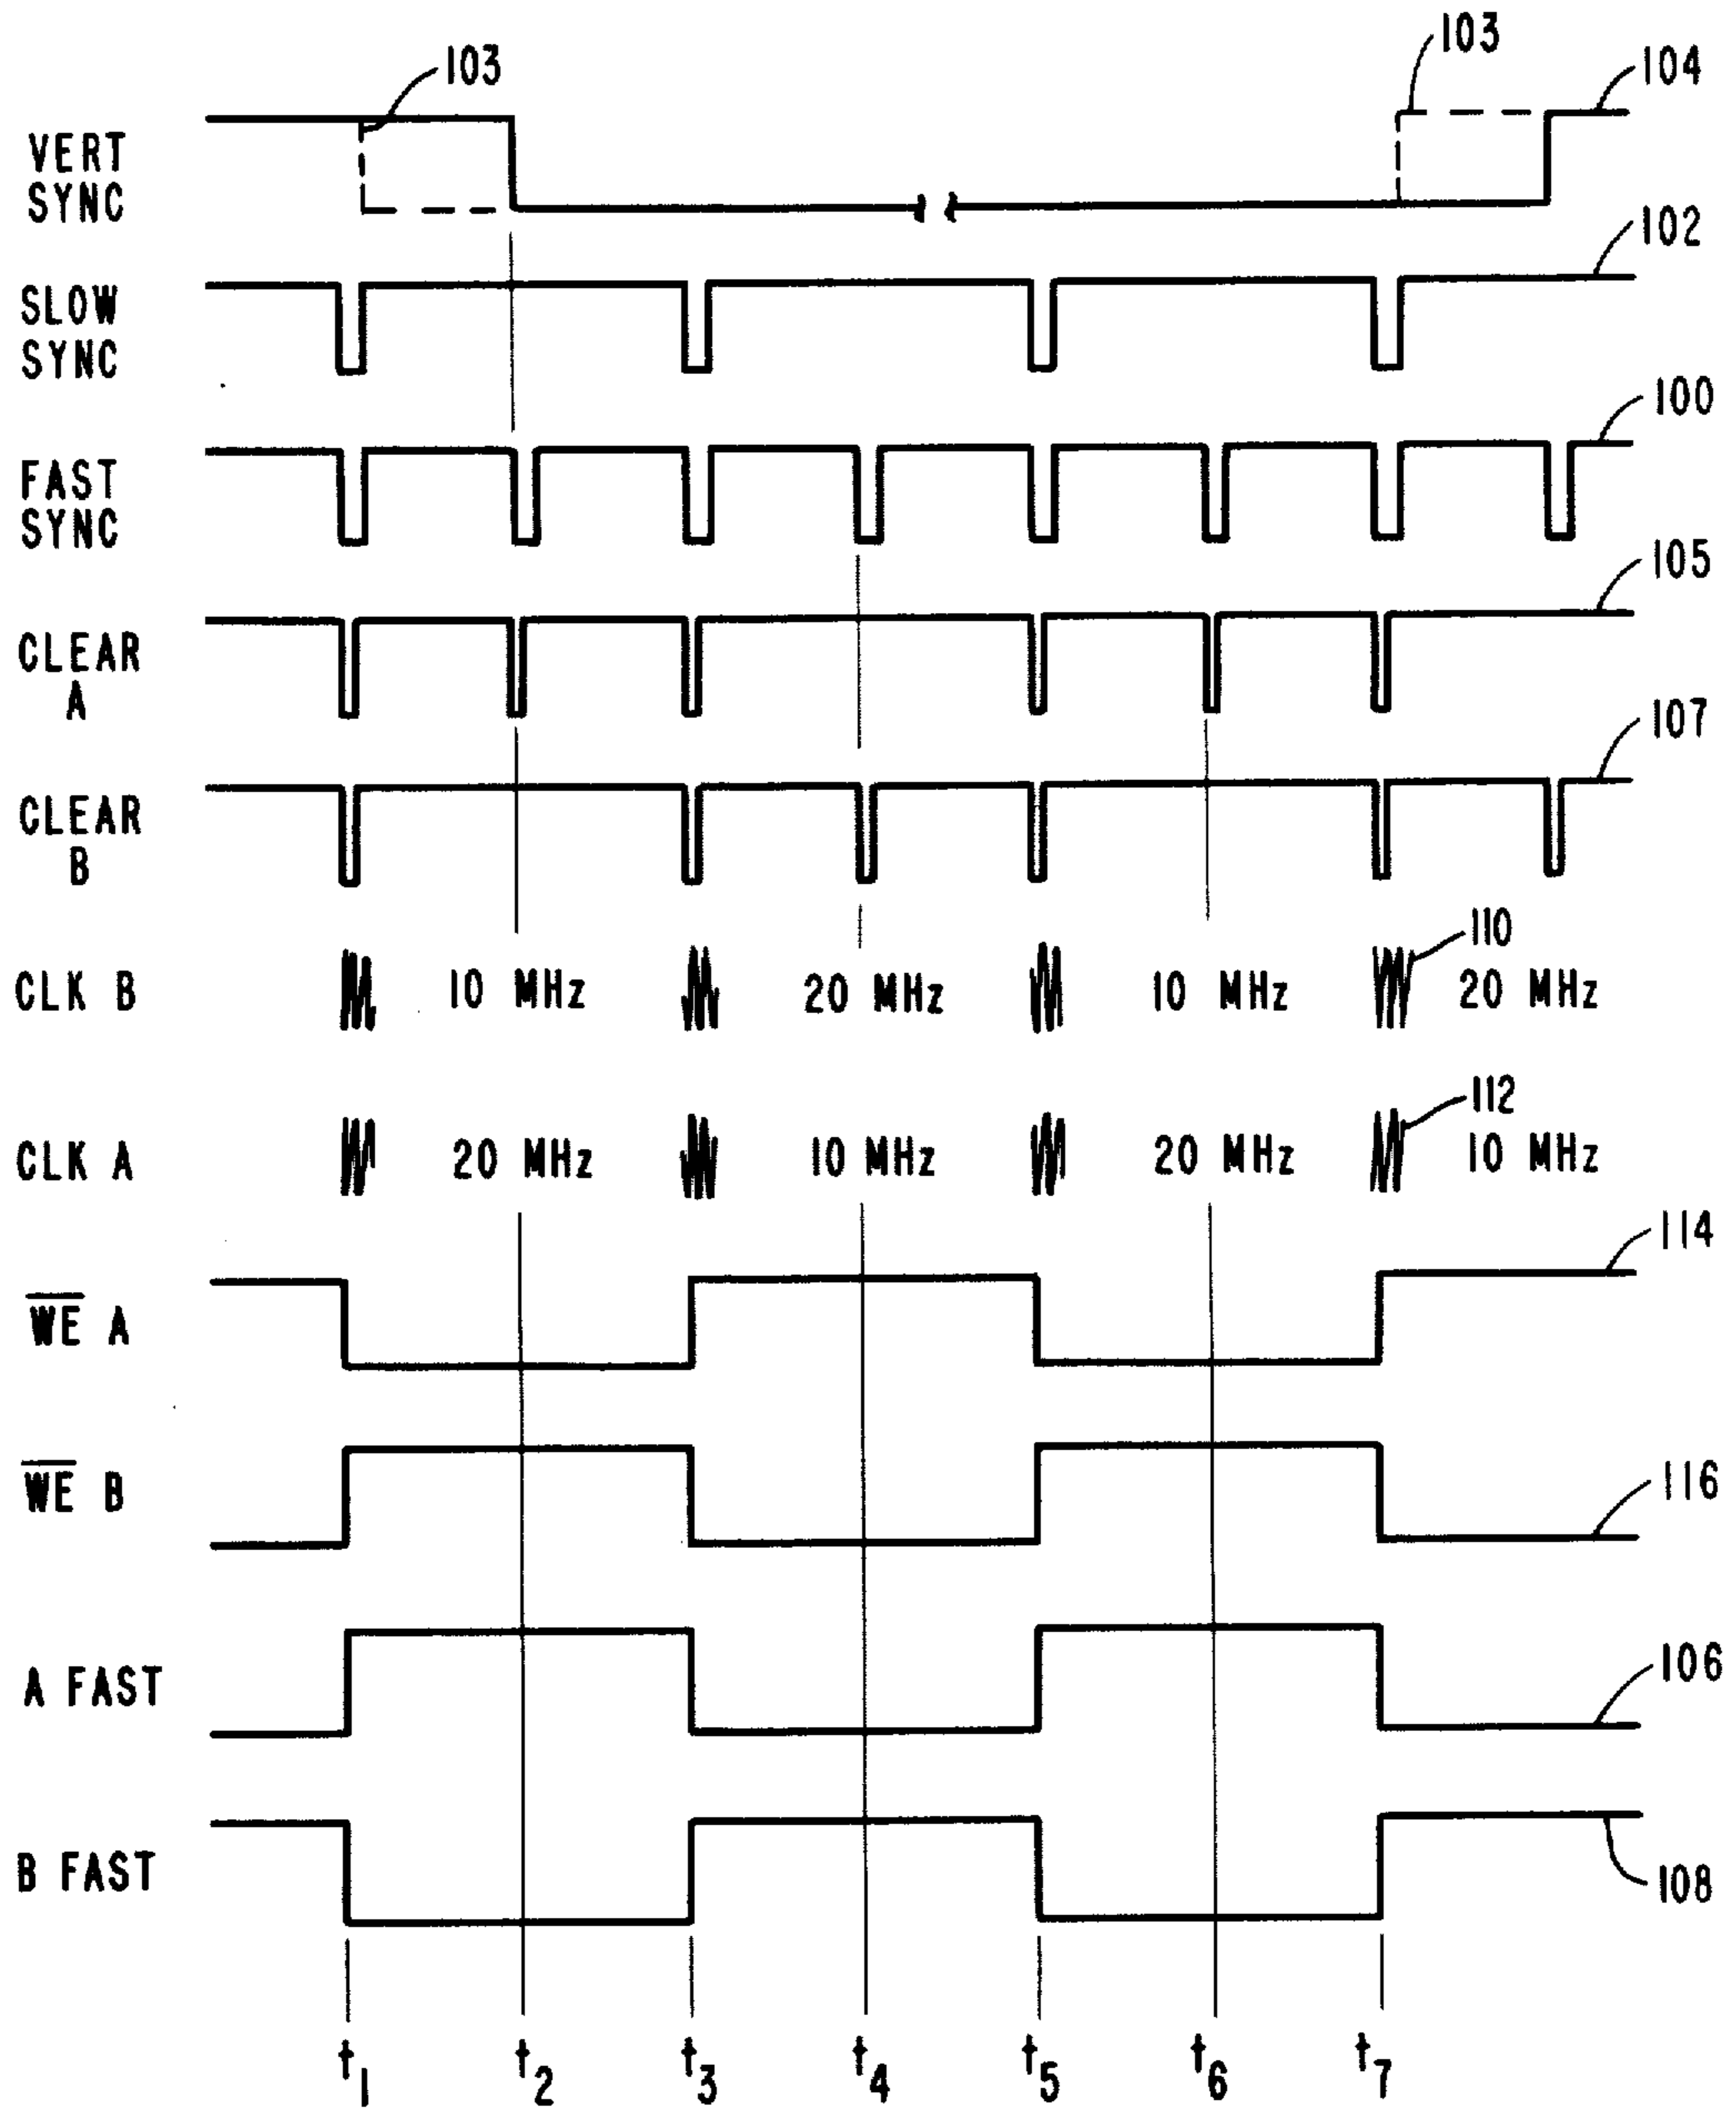 103
103
104
VERT
SYNC
102
SLOW
SYNC
100
FAST
SYNC
105
CLEAR
A
107
CLEAR
B
110
CLK B 10 MHz 20 MHz 10 MHz 20 MHz
112
CLK A 20 MHz 10 MHz 20 MHz 10 MHz
114
W̅E̅ A
W̅E̅ B
116
A FAST
106
B FAST
108
t1 t2 t3 t4 t5 t6 t7